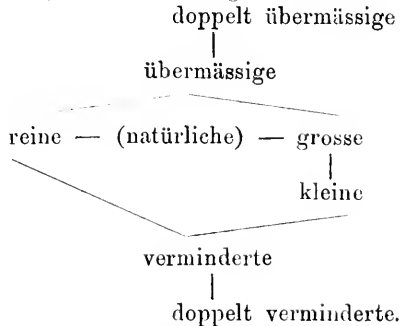 doppelt übermässige
übermässige
reine — (natürliche) — grosse
kleine
verminderte
doppelt verminderte.